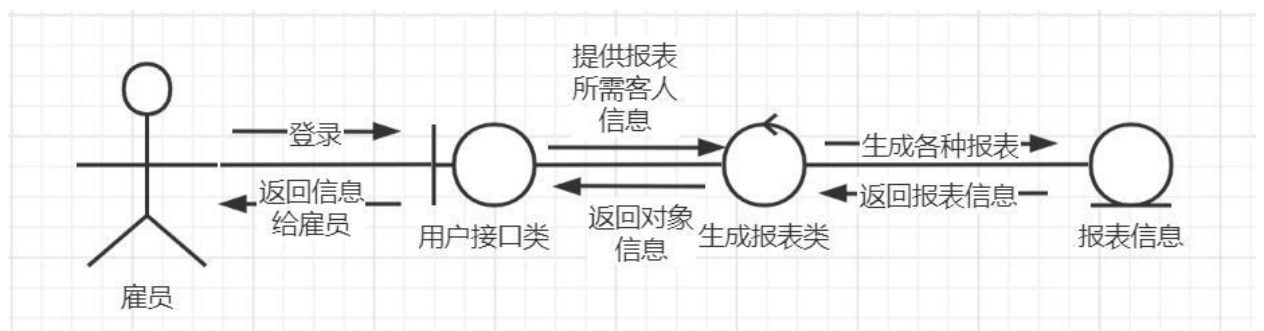 提供报表
所需客人
信息
登录
生成各种报表
返回信息
给雇员
返回对象
信息
返回报表信息
用户接口类
生成报表类
报表信息
雇员